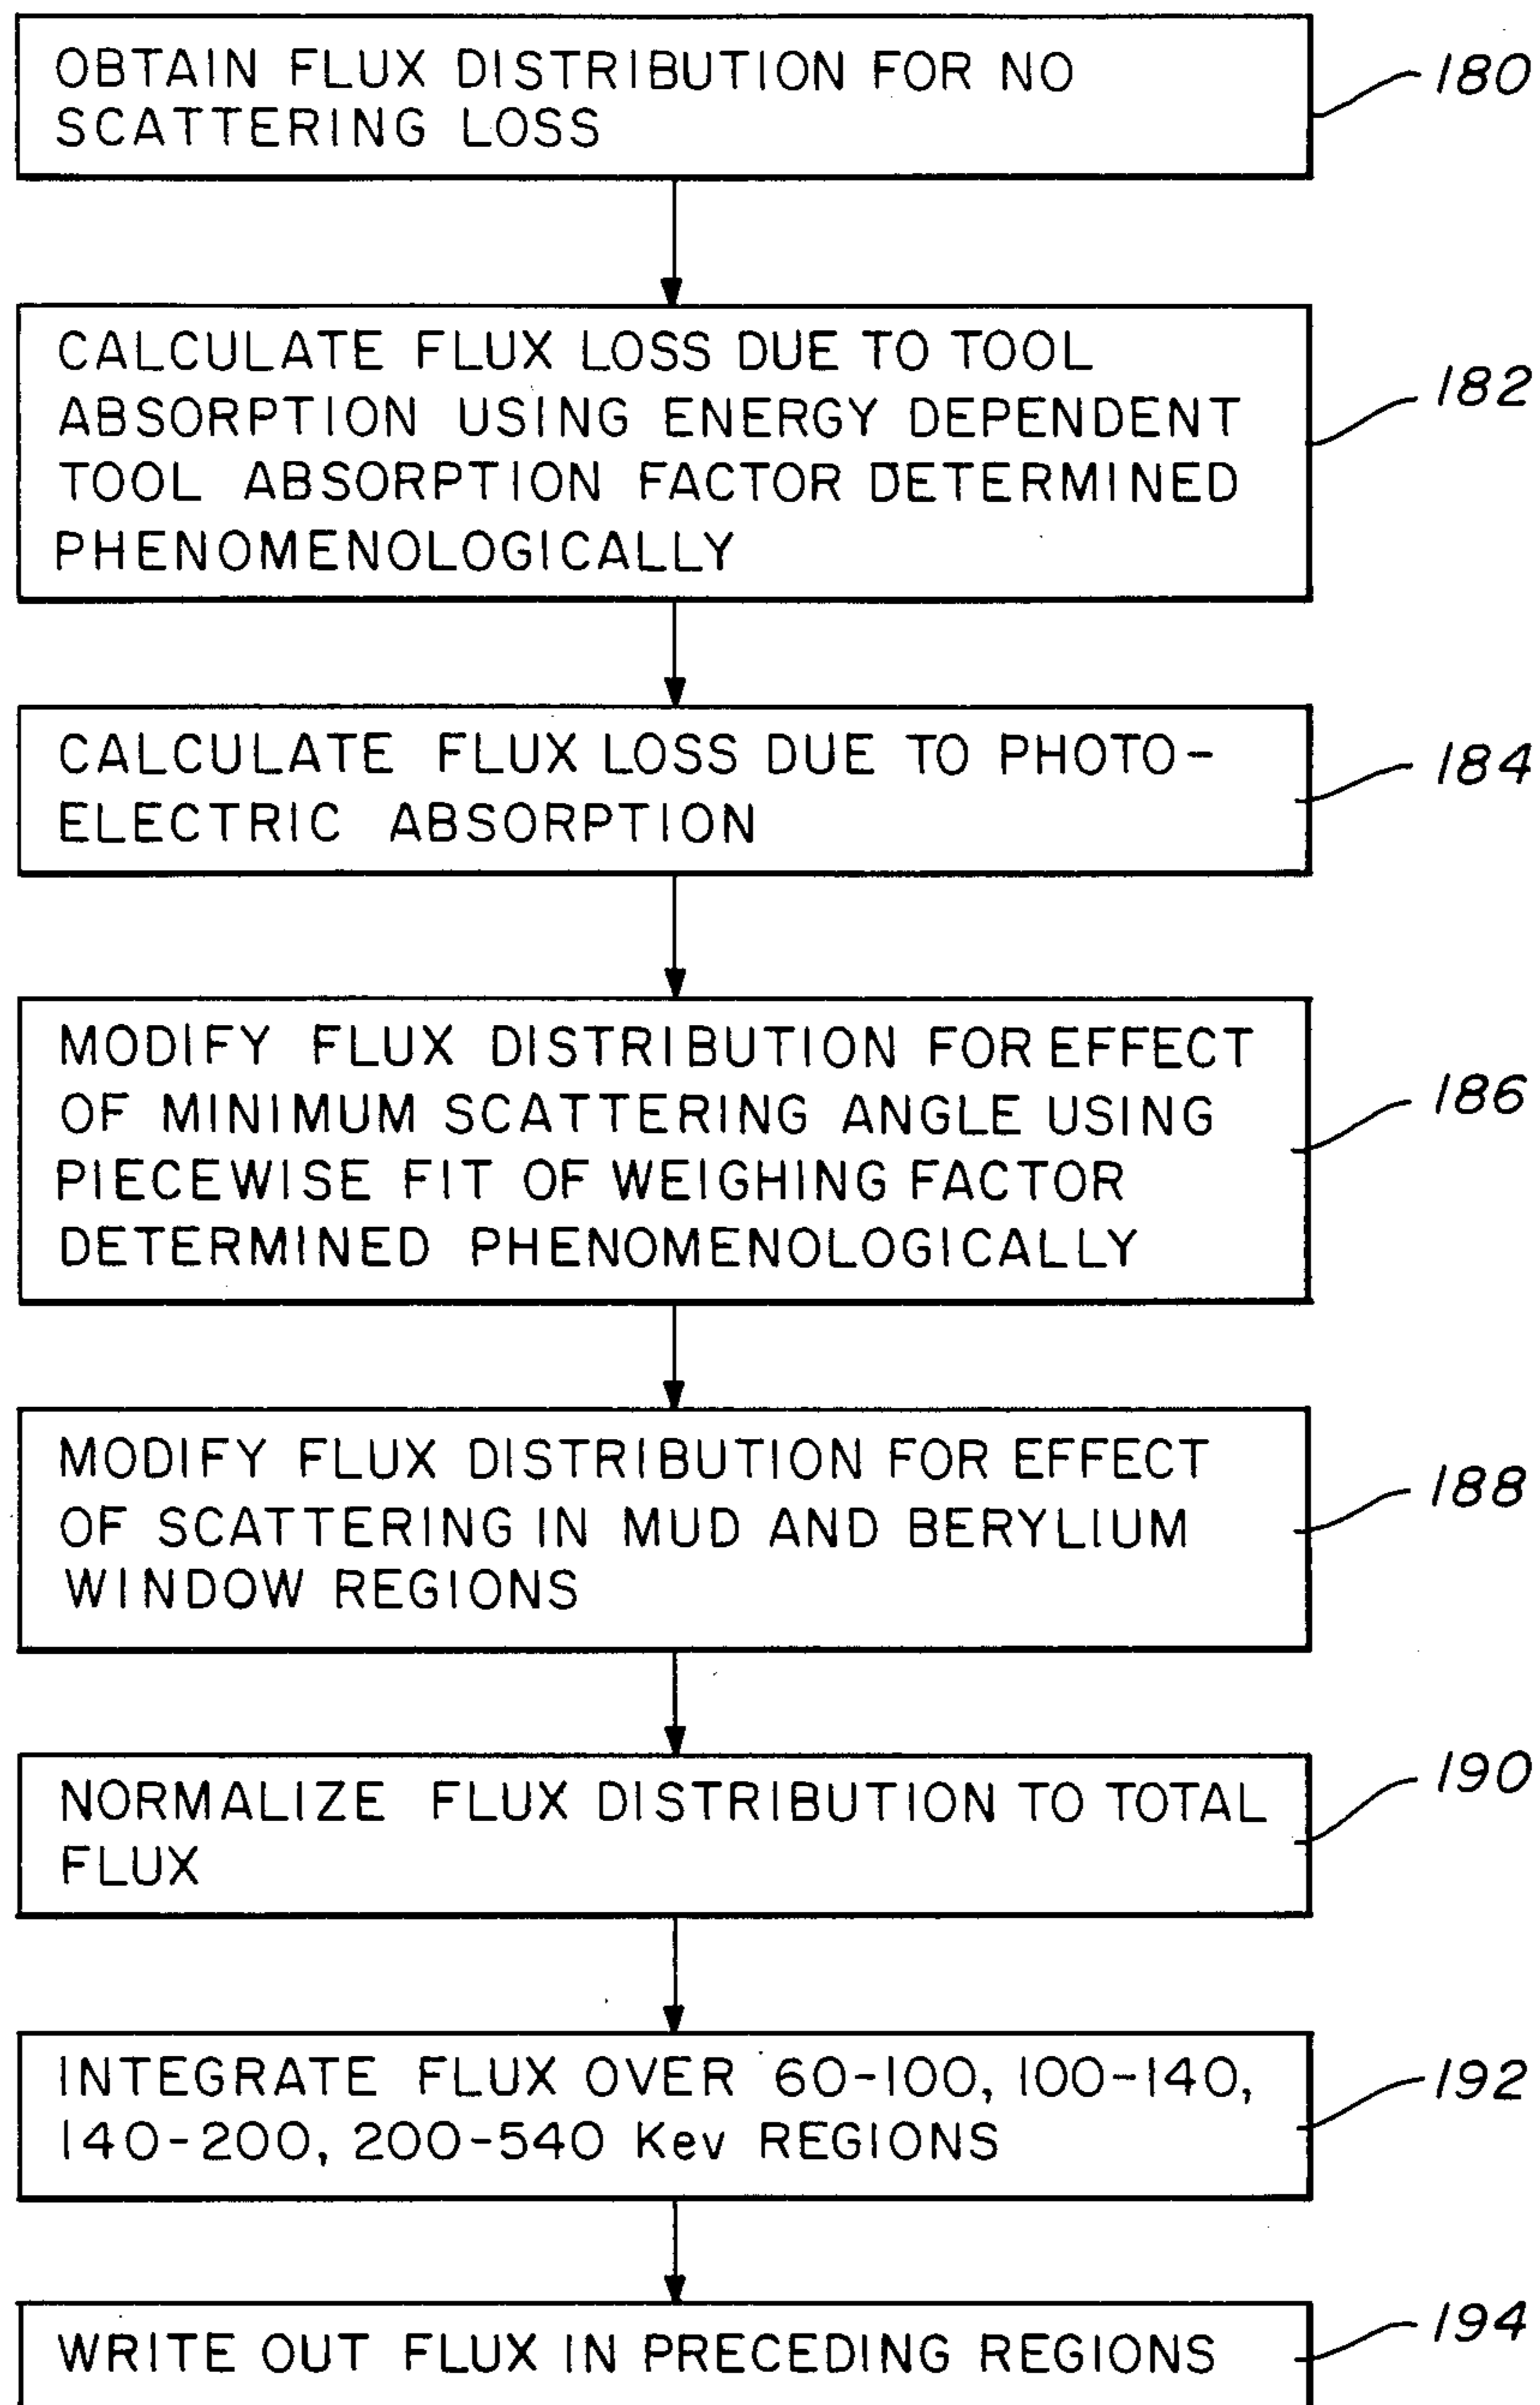 OBTAIN FLUX DISTRIBUTION FOR NO
SCATTERING LOSS
180
CALCULATE FLUX LOSS DUE TO TOOL
ABSORPTION USING ENERGY DEPENDENT
TOOL ABSORPTION FACTOR DETERMINED
PHENOMENOLOGICALLY
182
CALCULATE FLUX LOSS DUE TO PHOTO-
ELECTRIC ABSORPTION
184
MODIFY FLUX DISTRIBUTION FOR EFFECT
OF MINIMUM SCATTERING ANGLE USING
PIECEWISE FIT OF WEIGHING FACTOR
DETERMINED PHENOMENOLOGICALLY
186
MODIFY FLUX DISTRIBUTION FOR EFFECT
OF SCATTERING IN MUD AND BERYLIUM
WINDOW REGIONS
188
NORMALIZE FLUX DISTRIBUTION TO TOTAL
FLUX
190
INTEGRATE FLUX OVER 60-100, 100-140,
140-200, 200-540 Kev REGIONS
192
WRITE OUT FLUX IN PRECEDING REGIONS
194